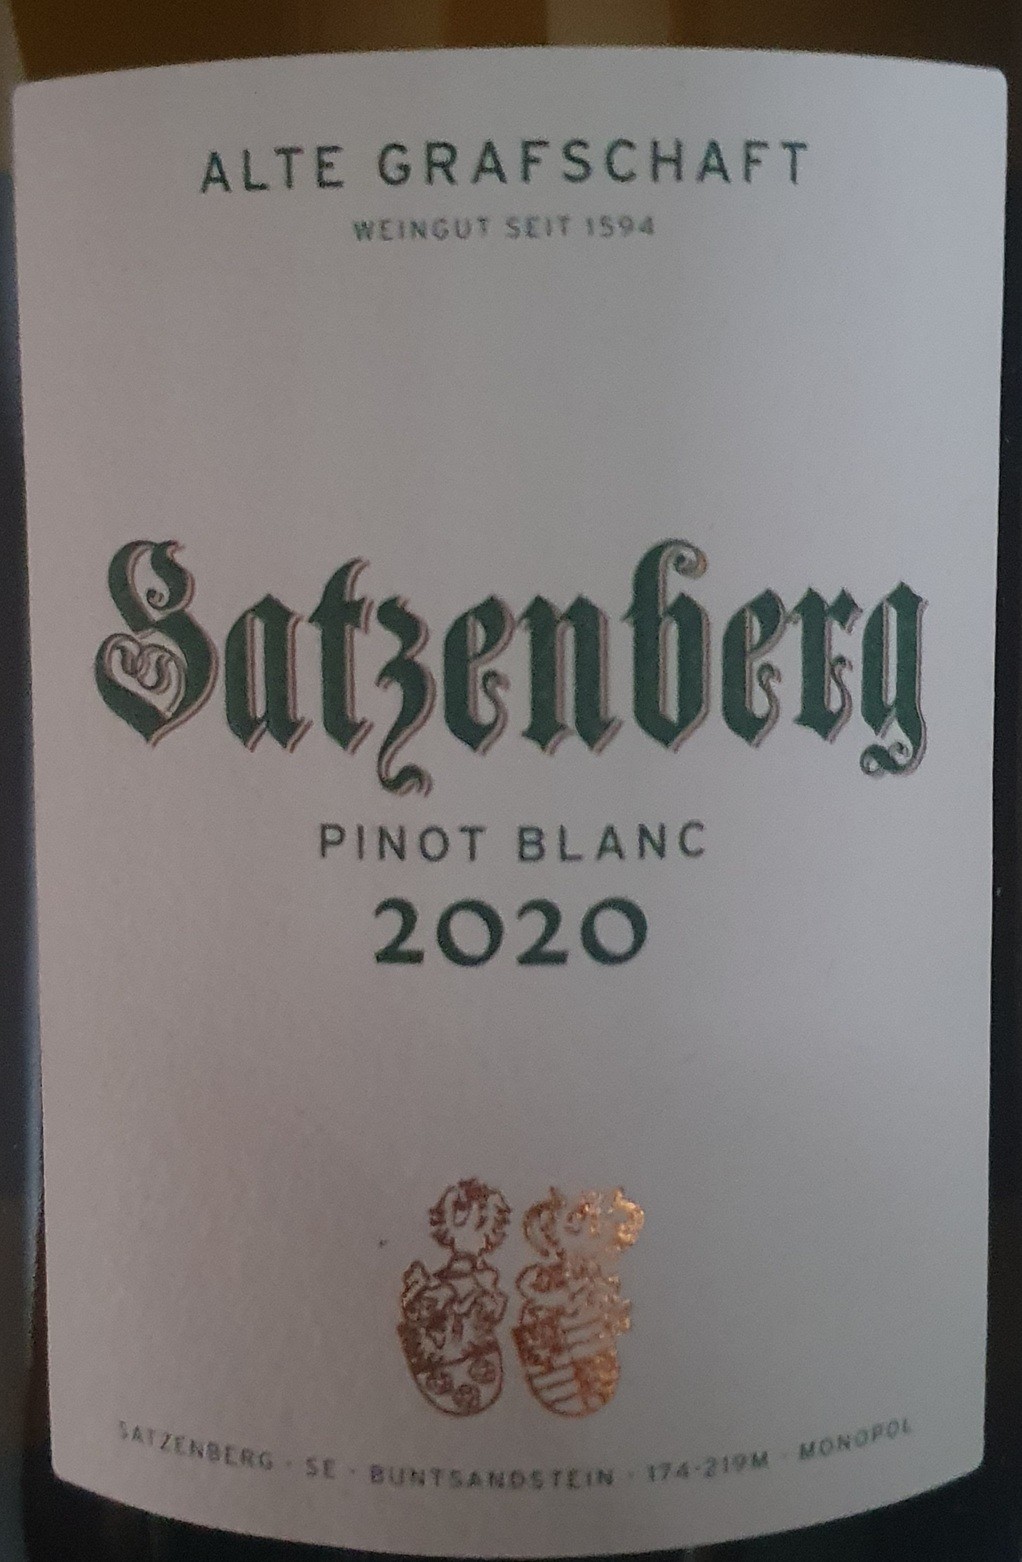 ALTE GRAFSCHAFT
WEINGUT SEIT 1594
Satzenberg
PINOT BLANC
2020
SATZENBERG · SE · BUNTSANDSTEIN · 174-219M · MONOPOL